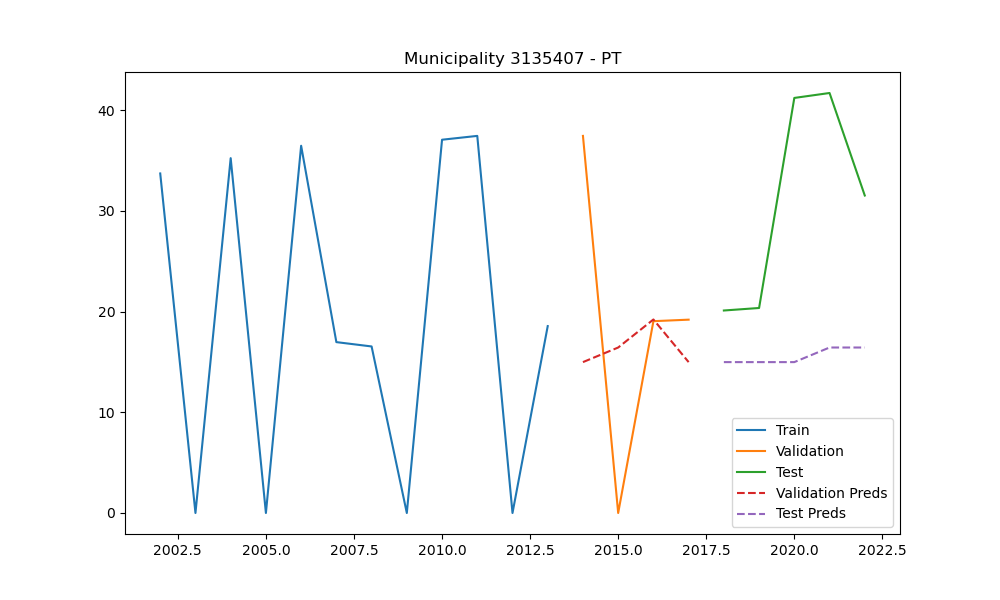 Municipality 3135407 - PT
40
30
20
10
0
2002.5 2005.0 2007.5 2010.0 2012.5 2015.0 2017.5 2020.0 2022.5
Train
Validation
Test
Validation Preds
Test Preds